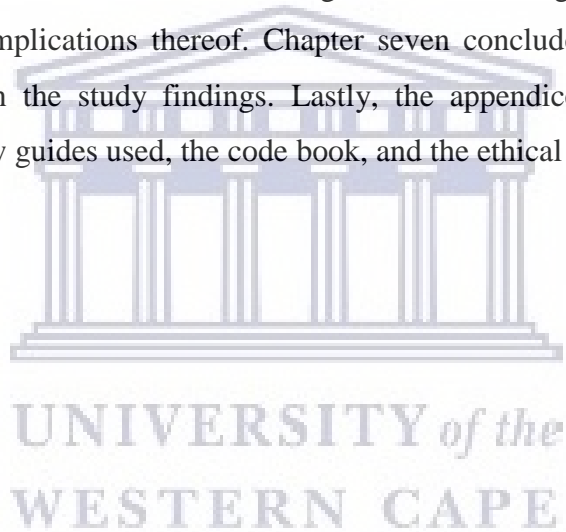 mplications thereof. Chapter seven conclude
the study findings. Lastly, the appendice
guides used, the code book, and the ethical
UNIVERSITY of the
WESTERN CAPE